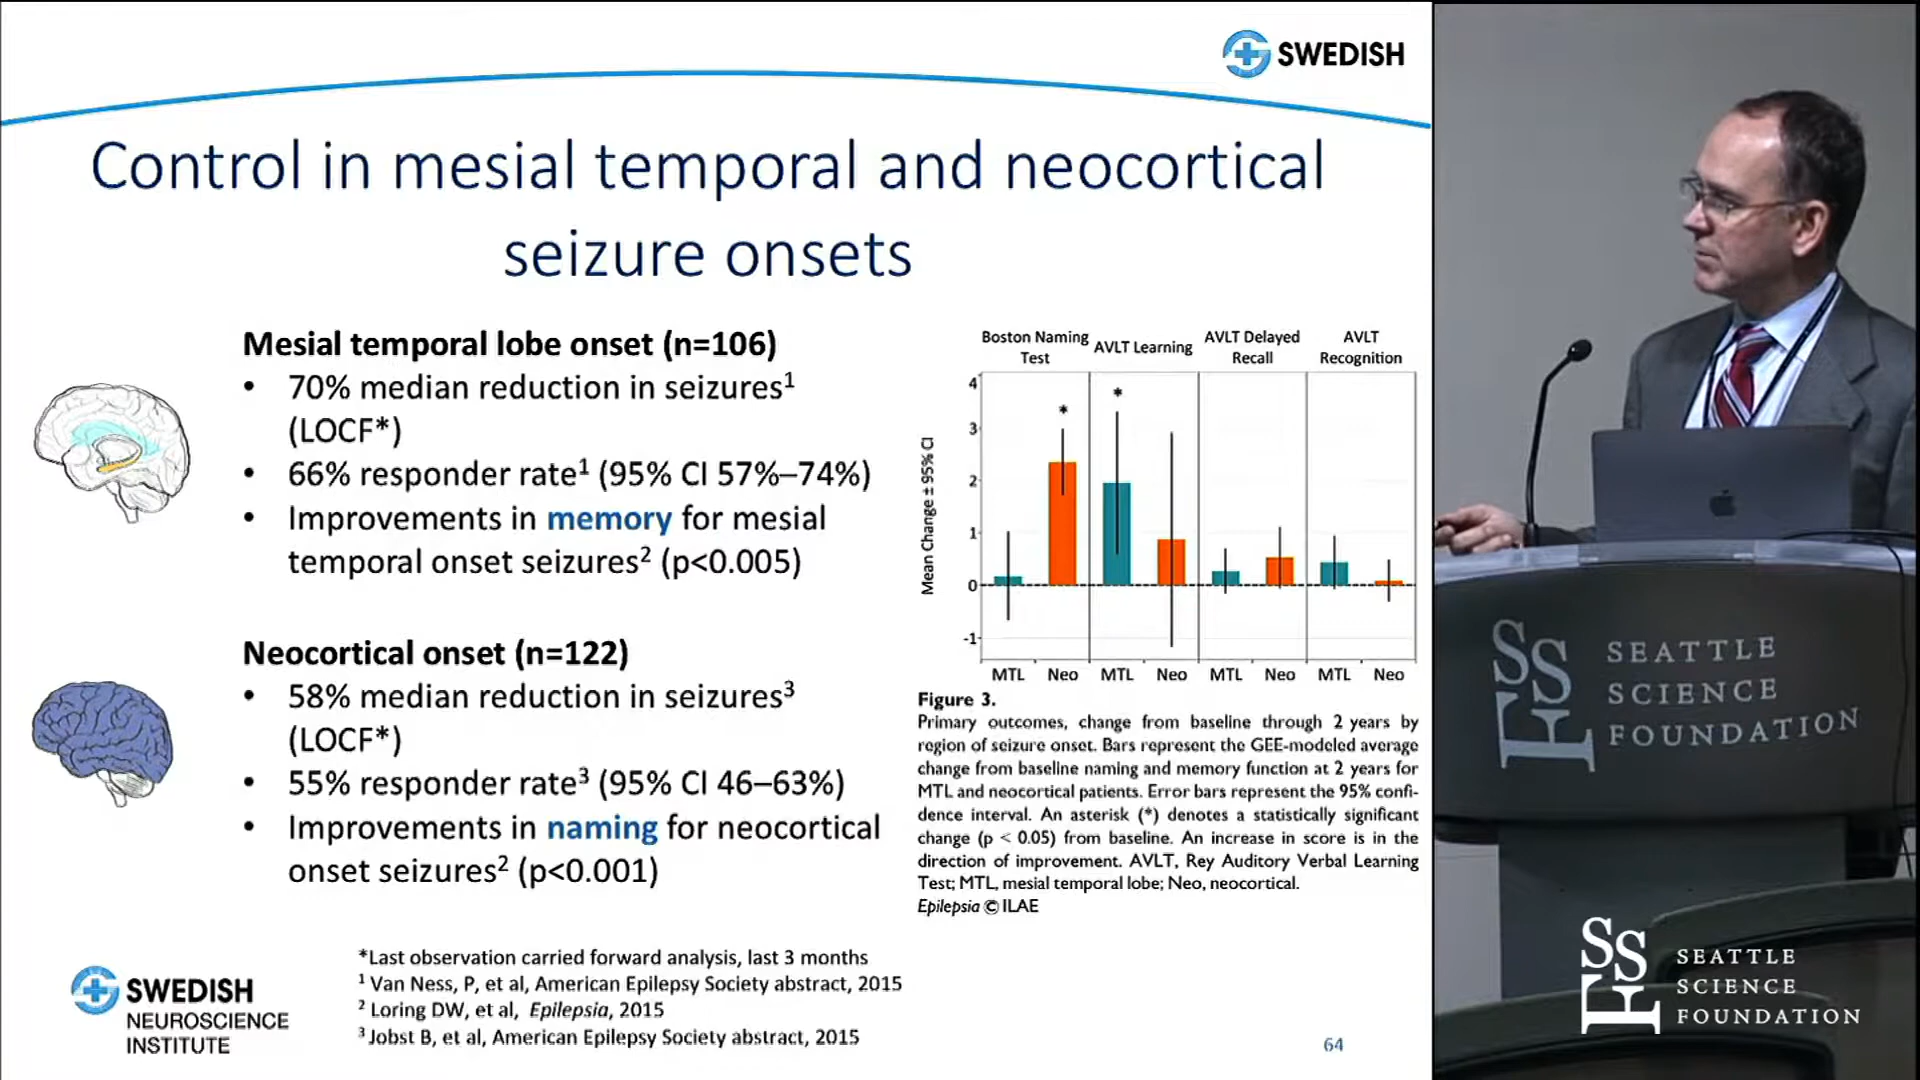 SWEDISH
Control in mesial temporal and neocortical
seizure onsets
Mesial temporal lobe onset (n=106)
• 70% median reduction in seizures¹
(LOCF*)
• 66% responder rate¹ (95% CI 57%–74%)
• Improvements in memory for mesial
temporal onset seizures² (p<0.005)
Neocortical onset (n=122)
• 58% median reduction in seizures³
(LOCF*)
• 55% responder rate³ (95% CI 46–63%)
• Improvements in naming for neocortical
onset seizures² (p<0.001)
Boston Naming
Test
AVLT Learning
AVLT Delayed
Recall
AVLT
Recognition
Mean Change ± 95% CI
4
3
2
1
0
-1
*
*
MTL Neo MTL Neo MTL Neo MTL Neo
Figure 3.
Primary outcomes, change from baseline through 2 years by
region of seizure onset. Bars represent the GEE-modeled average
change from baseline naming and memory function at 2 years for
MTL and neocortical patients. Error bars represent the 95% confi-
dence interval. An asterisk (*) denotes a statistically significant
change (p < 0.05) from baseline. An increase in score is in the
direction of improvement. AVLT, Rey Auditory Verbal Learning
Test; MTL, mesial temporal lobe; Neo, neocortical.
Epilepsia © ILAE
*Last observation carried forward analysis, last 3 months
¹ Van Ness, P, et al, American Epilepsy Society abstract, 2015
² Loring DW, et al, Epilepsia, 2015
³ Jobst B, et al, American Epilepsy Society abstract, 2015
SWEDISH
NEUROSCIENCE
INSTITUTE
64
SSF
SEATTLE
SCIENCE
FOUNDATION
SSF
SEATTLE
SCIENCE
FOUNDATION